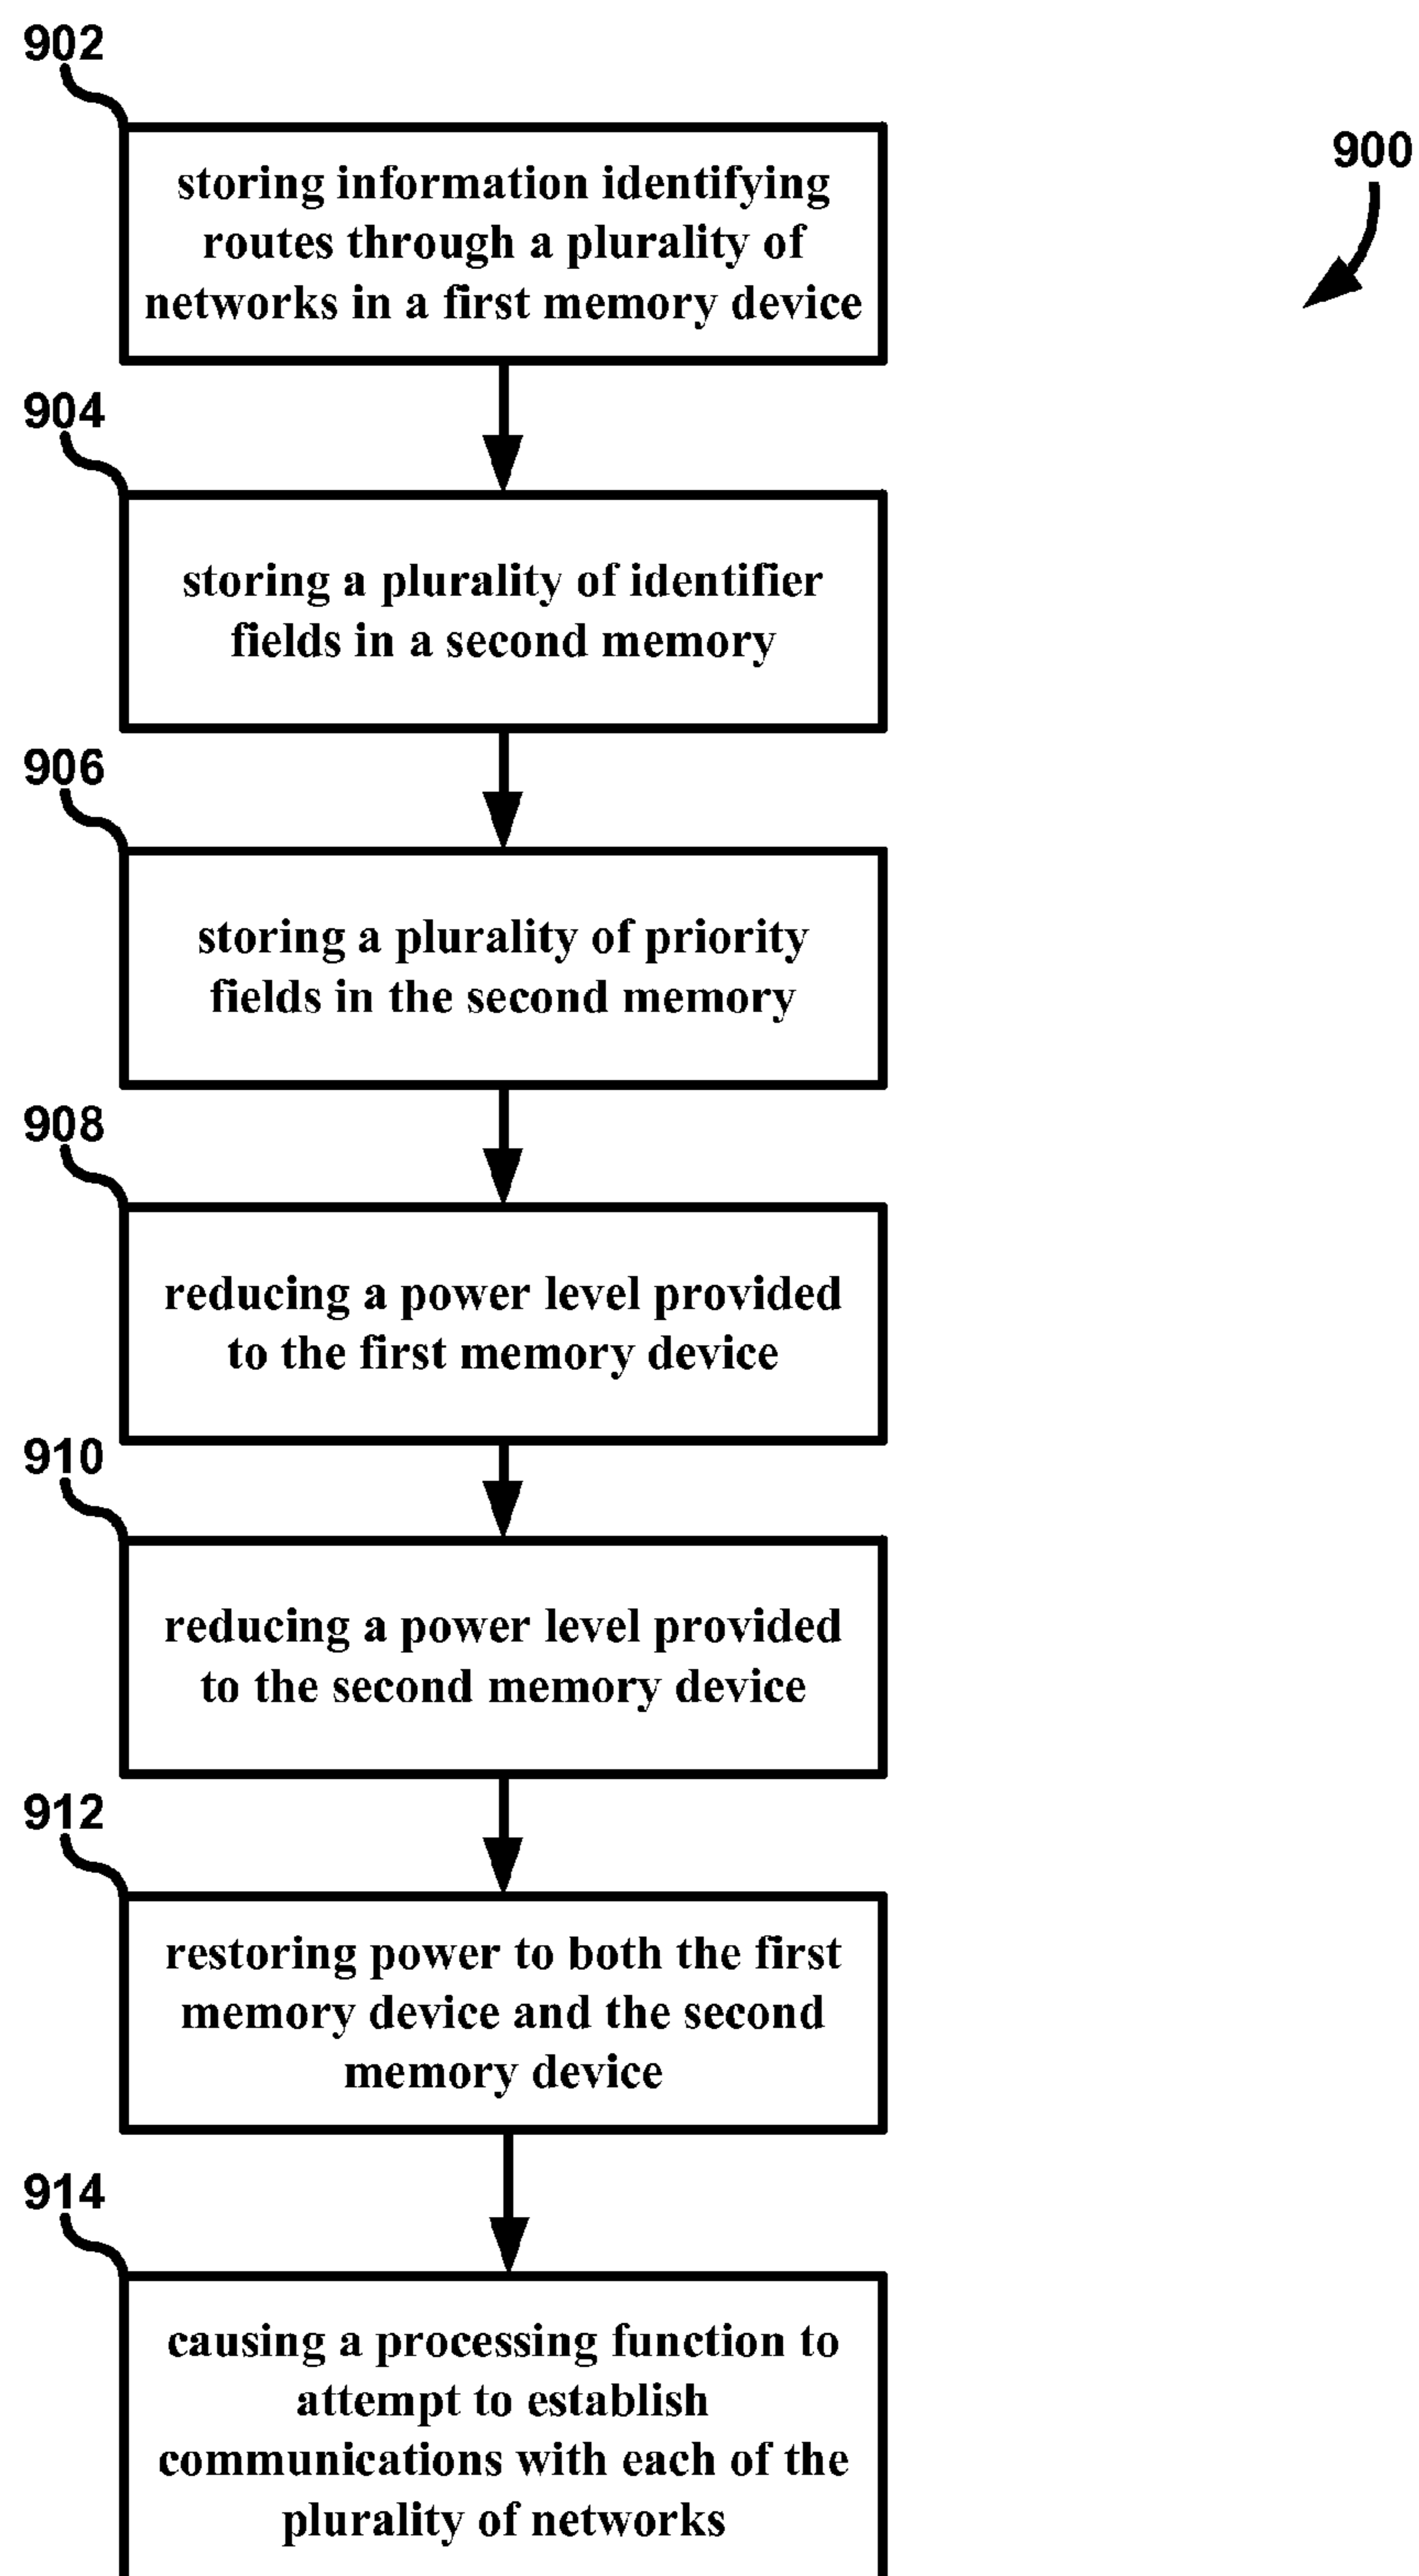 902
900
storing information identifying
routes through a plurality of
networks in a first memory device
904
storing a plurality of identifier
fields in a second memory
906
storing a plurality of priority
fields in the second memory
908
reducing a power level provided
to the first memory device
910
reducing a power level provided
to the second memory device
912
restoring power to both the first
memory device and the second
memory device
914
causing a processing function to
attempt to establish
communications with each of the
plurality of networks